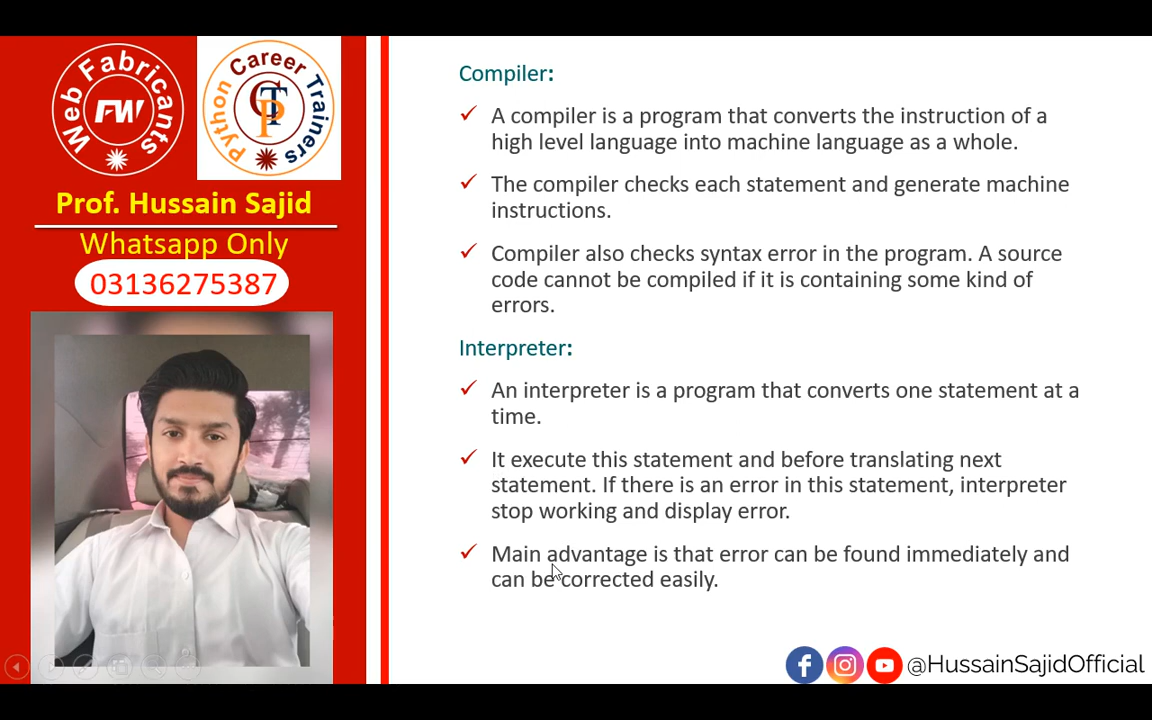 Web Fabricants
FW
Python Career Trainers
CTP
Prof. Hussain Sajid
Whatsapp Only
03136275387
Compiler:
A compiler is a program that converts the instruction of a
high level language into machine language as a whole.
The compiler checks each statement and generate machine
instructions.
Compiler also checks syntax error in the program. A source
code cannot be compiled if it is containing some kind of
errors.
Interpreter:
An interpreter is a program that converts one statement at a
time.
It execute this statement and before translating next
statement. If there is an error in this statement, interpreter
stop working and display error.
Main advantage is that error can be found immediately and
can be corrected easily.
@HussainSajidOfficial